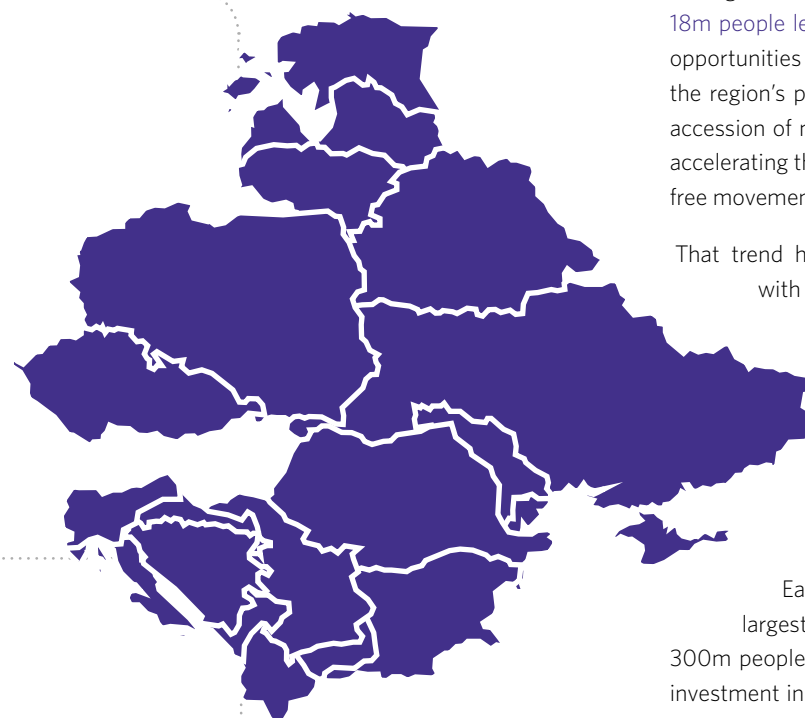 18m people le
opportunities
the region's p
accession of r
accelerating th
free movemen
That trend h
with
Ea
largest
300m people
investment in